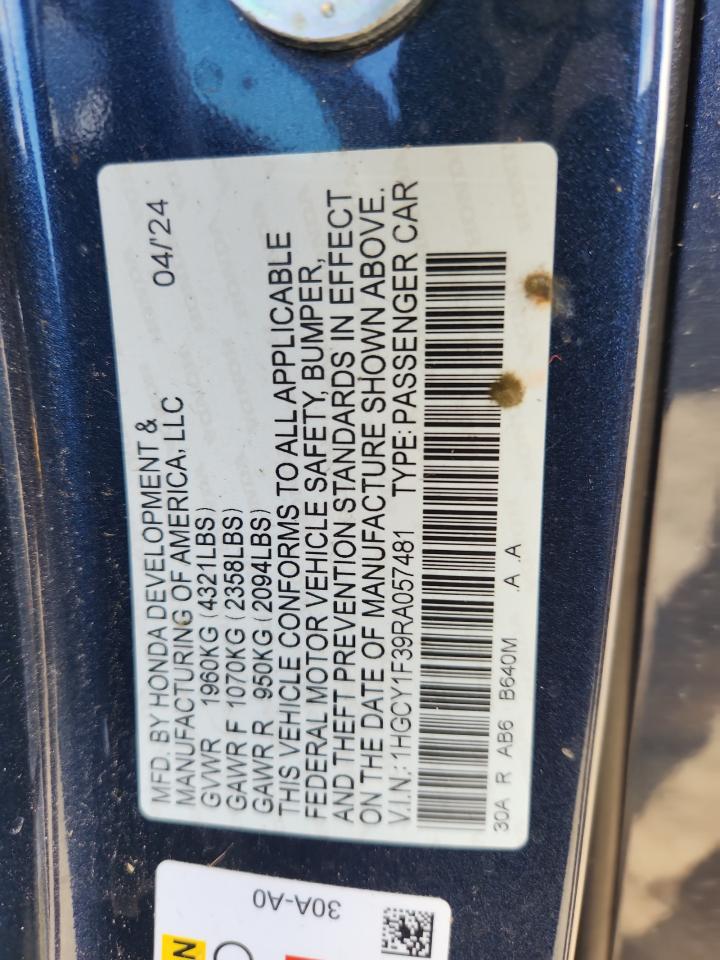 MFD. BY HONDA DEVELOPMENT &
MANUFACTURING OF AMERICA, LLC 04/'24
GVWR 1960KG (4321LBS)
GAWR F 1070KG (2358LBS)
GAWR R 950KG (2094LBS)
THIS VEHICLE CONFORMS TO ALL APPLICABLE
FEDERAL MOTOR VEHICLE SAFETY, BUMPER,
AND THEFT PREVENTION STANDARDS IN EFFECT
ON THE DATE OF MANUFACTURE SHOWN ABOVE.
V.I.N.: 1HGCY1F39RA057481 TYPE: PASSENGER CAR
30A R AB6 B640M .A .A
30A-A0